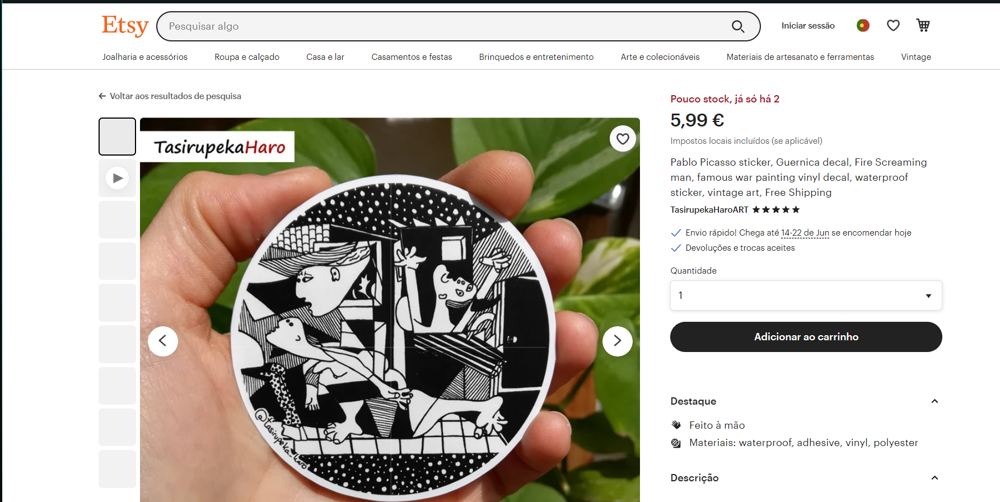 Etsy
Pesquisar algo
Iniciar sessão
Joalharia e acessórios
Roupa e calçado
Casa e lar
Casamentos e festas
Brinquedos e entretenimento
Arte e colecionáveis
Materiais de artesanato e ferramentas
Vintage
Voltar aos resultados de pesquisa
TasirupekaHaro
@tasirupeka_haro
Pouco stock, já só há 2
5,99 €
Impostos locais incluídos (se aplicável)
Pablo Picasso sticker, Guernica decal, Fire Screaming
man, famous war painting vinyl decal, waterproof
sticker, vintage art, Free Shipping
TasirupekaHaroART
Envio rápido! Chega até 14-22 de Jun se encomendar hoje
Devoluções e trocas aceites
Quantidade
1
Adicionar ao carrinho
Destaque
Feito à mão
Materiais: waterproof, adhesive, vinyl, polyester
Descrição